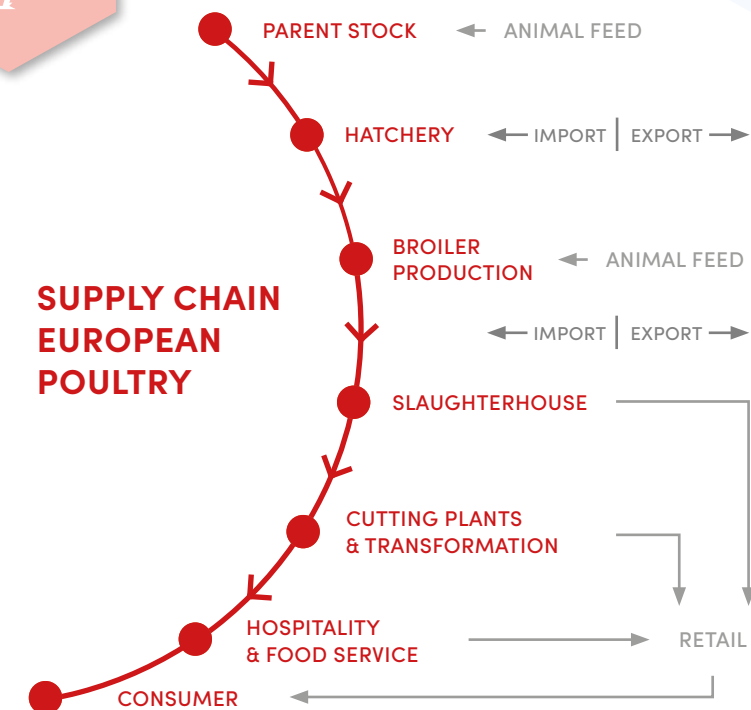 PARENT STOCK
ANIMAL FEED
HATCHERY
IMPORT | EXPORT
BROILER
PRODUCTION
ANIMAL FEED
SUPPLY CHAIN
EUROPEAN
POULTRY
IMPORT | EXPORT
SLAUGHTERHOUSE
CUTTING PLANTS
& TRANSFORMATION
HOSPITALITY
& FOOD SERVICE
RETAIL
CONSUMER